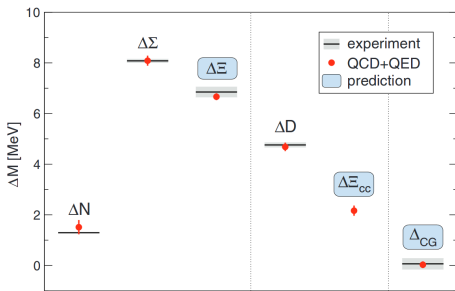 10
8
6
4
2
0
ΔM [MeV]
ΔN
ΔΣ
ΔΞ
ΔD
ΔΞcc
ΔCG
experiment
QCD+QED
prediction